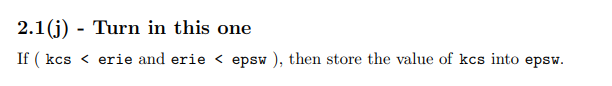 2.1(j) - Turn in this one
If ( kcs < erie and erie < epsw ), then store the value of kcs into epsw.